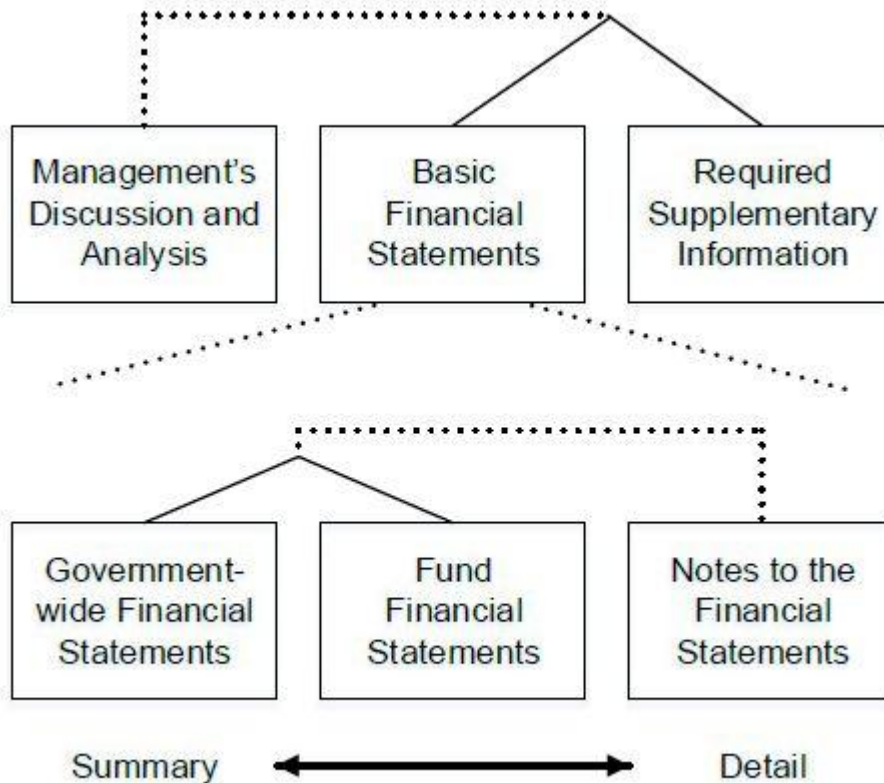 Management's
Discussion and
Analysis
Basic
Financial
Statements
Required
Supplementary
Information
Government-
wide Financial
Statements
Fund
Financial
Statements
Notes to the
Financial
Statements
Summary
Detail